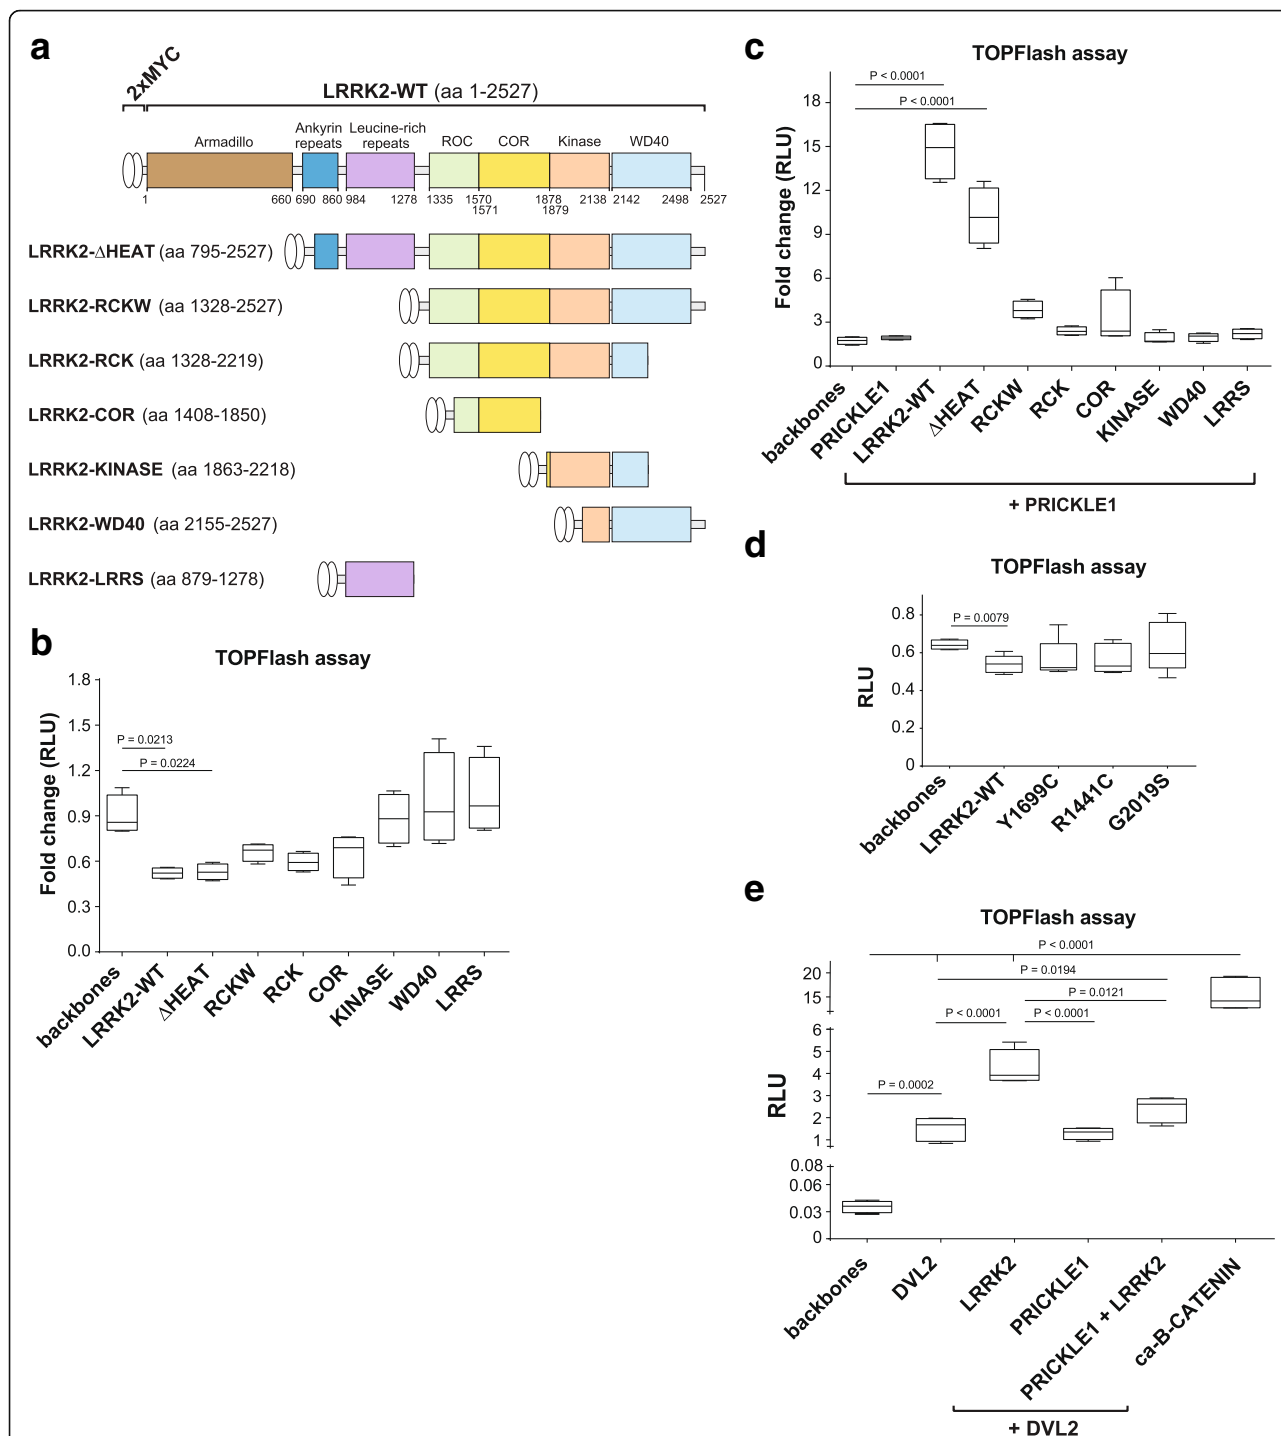 a
2xMYC
LRRK2-WT (aa 1-2527)
Armadillo
Ankyrin repeats
Leucine-rich repeats
ROC
COR
Kinase
WD40
1
660
690
860
984
1278
1335
1570
1571
1878
1879
2138
2142
2498
2527
LRRK2-ΔHEAT (aa 795-2527)
LRRK2-RCKW (aa 1328-2527)
LRRK2-RCK (aa 1328-2219)
LRRK2-COR (aa 1408-1850)
LRRK2-KINASE (aa 1863-2218)
LRRK2-WD40 (aa 2155-2527)
LRRK2-LRRS (aa 879-1278)
b
TOPFlash assay
Fold change (RLU)
1.8
1.5
1.2
0.9
0.6
0.3
0.0
P = 0.0213
P = 0.0224
backbones
LRRK2-WT
ΔHEAT
RCKW
RCK
COR
KINASE
WD40
LRRS
c
TOPFlash assay
Fold change (RLU)
18
15
12
9
6
3
0
P < 0.0001
P < 0.0001
backbones
PRICKLE1
LRRK2-WT
ΔHEAT
RCKW
RCK
COR
KINASE
WD40
LRRS
+ PRICKLE1
d
TOPFlash assay
RLU
0.8
0.6
0.4
0.2
0
P = 0.0079
backbones
LRRK2-WT
Y1699C
R1441C
G2019S
e
TOPFlash assay
RLU
20
15
6
5
4
3
2
1
0.08
0.06
0.03
0
P < 0.0001
P = 0.0194
P = 0.0121
P < 0.0001
P < 0.0001
P = 0.0002
backbones
DVL2
LRRK2
PRICKLE1
PRICKLE1 + LRRK2
ca-B-CATENIN
+ DVL2